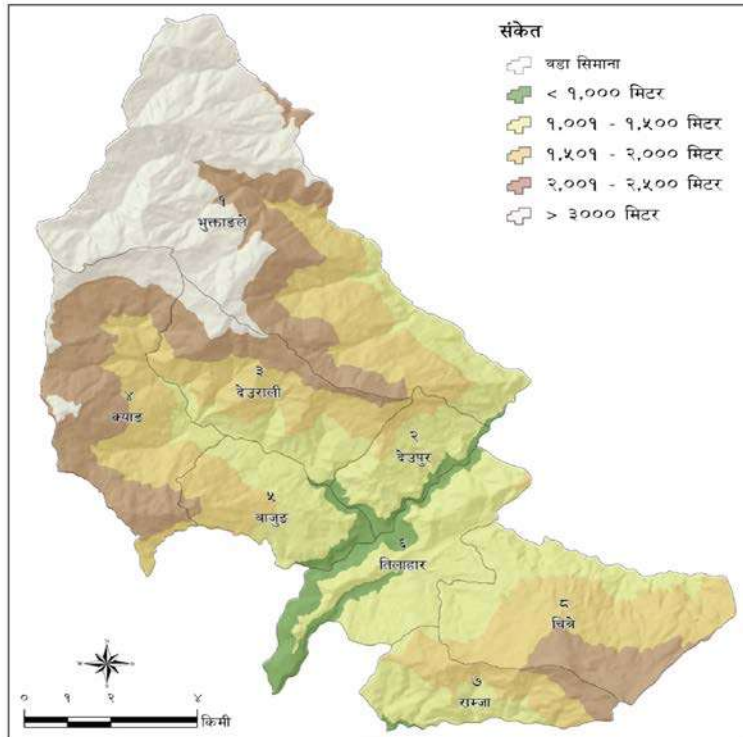 संकेत
वडा सिमाना
< १,००० मिटर
१,००१ - १,५०० मिटर
१,५०१ - २,००० मिटर
२,००१ - २,५०० मिटर
> ३००० मिटर
१
भुक्ताङले
३
देउराली
४
क्याङ
२
देउपुर
५
बाजुङ
६
तिलाहार
८
चित्रे
७
राम्जा
० १ २ ४
किमी